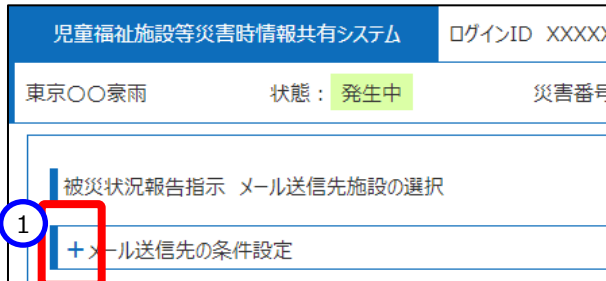 児童福祉施設等災害時情報共有システム ログインID XXXXX
東京〇〇豪雨 状態： 発生中 災害番号
被災状況報告指示 メール送信先施設の選択
1
＋メール送信先の条件設定